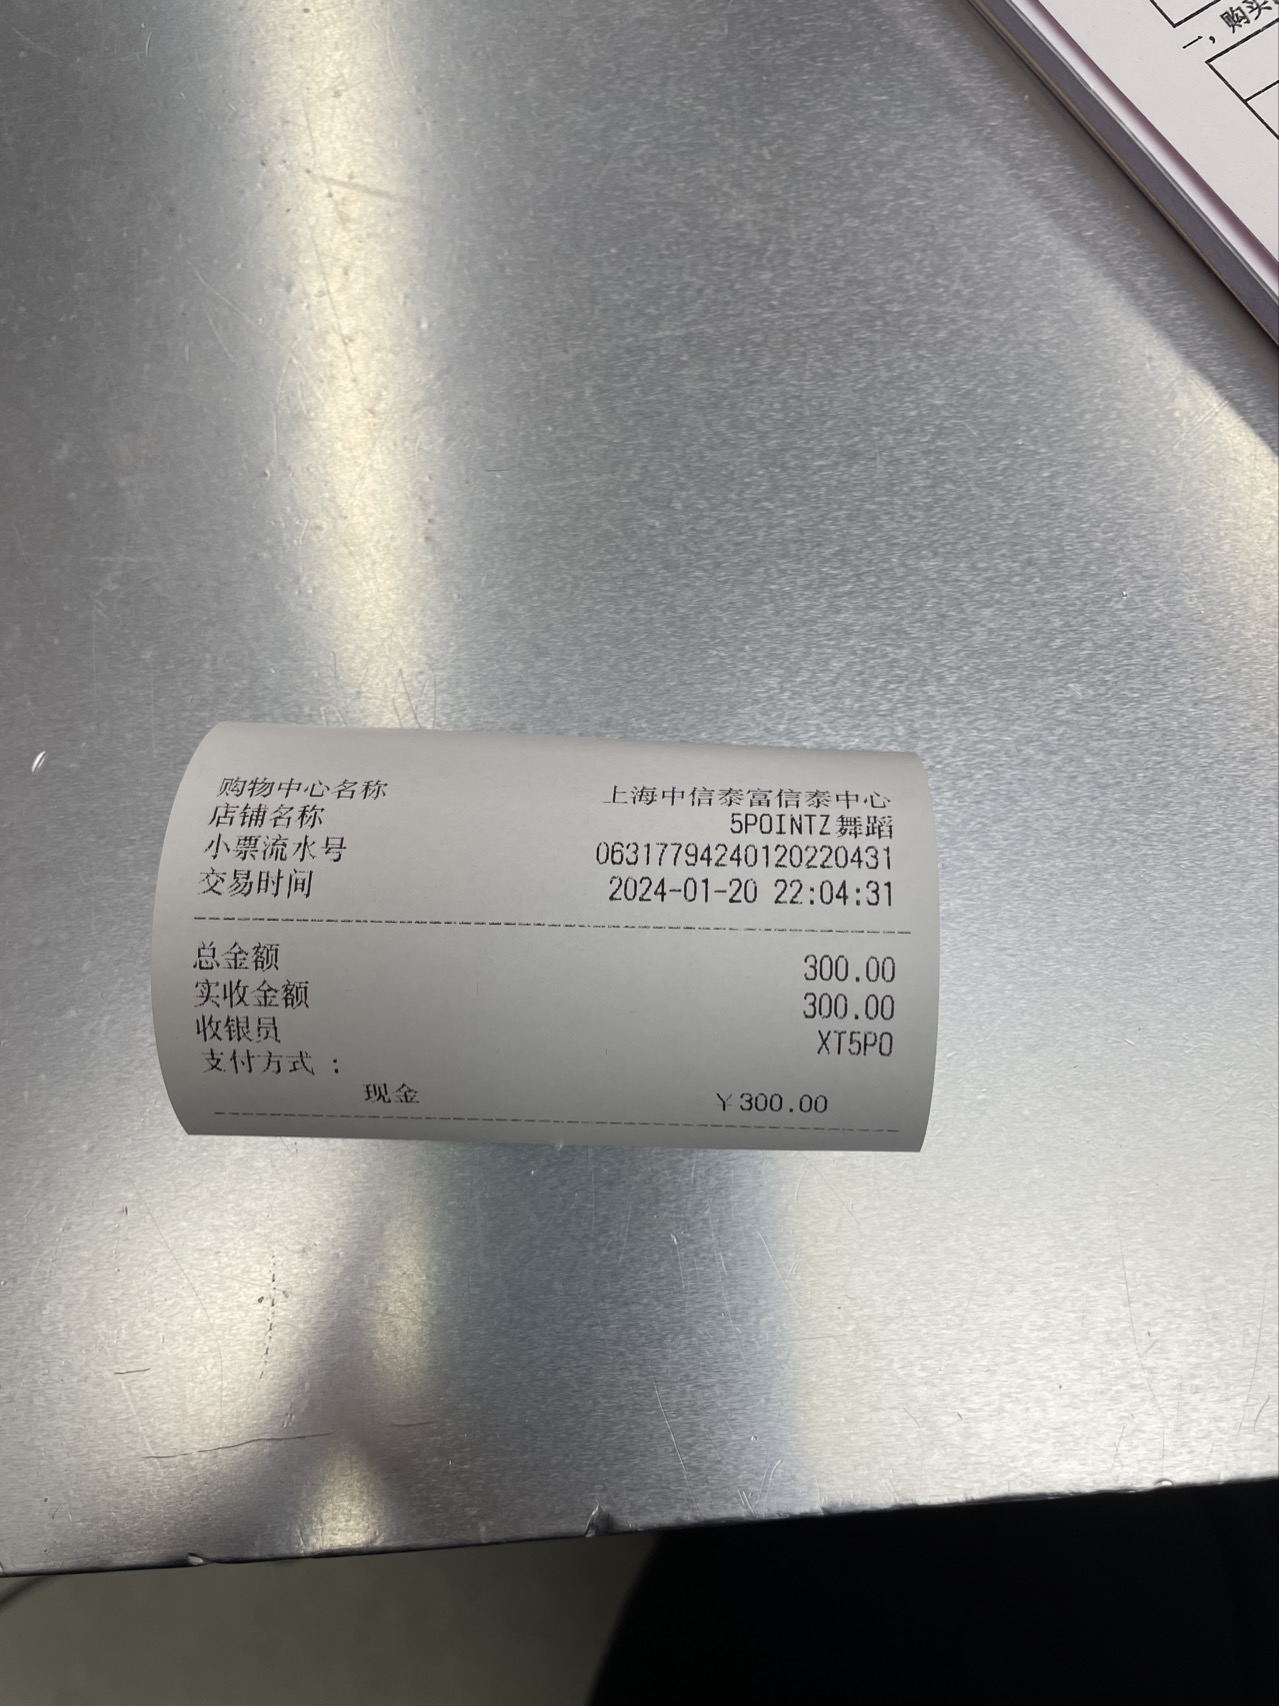 一，购买
购物中心名称 上海中信泰富信泰中心
店铺名称 5POINTZ舞蹈
小票流水号 06317794240120220431
交易时间 2024-01-20 22:04:31
总金额 300.00
实收金额 300.00
收银员 XT5PO
支付方式 :
现金 ¥300.00